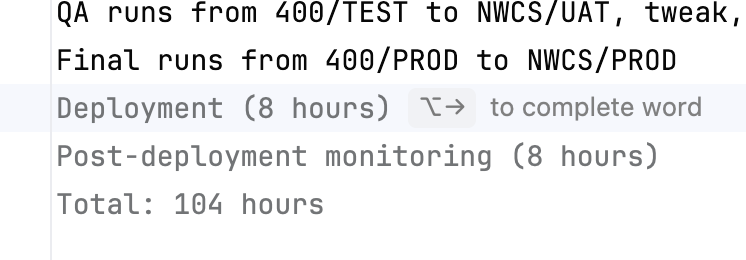 QA runs from 400/TEST to NWCS/UAT, tweak,
Final runs from 400/PROD to NWCS/PROD
Deployment (8 hours) ⌥→ to complete word
Post-deployment monitoring (8 hours)
Total: 104 hours